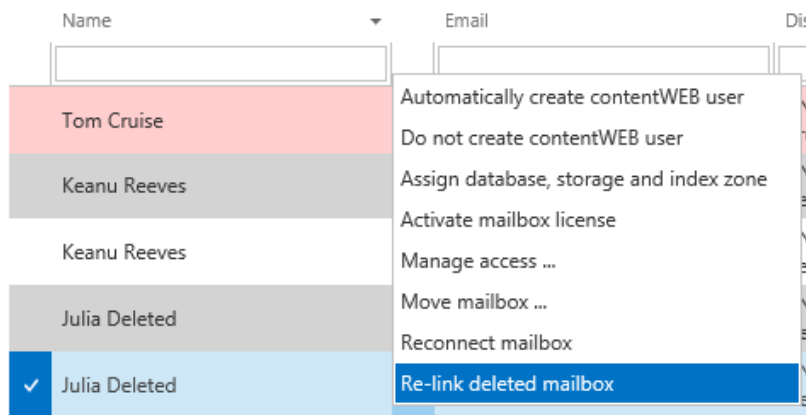 Name
Email
Automatically create contentWEB user
Tom Cruise
Do not create contentWEB user
Keanu Reeves
Assign database, storage and index zone
Activate mailbox license
Keanu Reeves
Manage access ...
Move mailbox ...
Julia Deleted
Reconnect mailbox
Julia Deleted
Re-link deleted mailbox